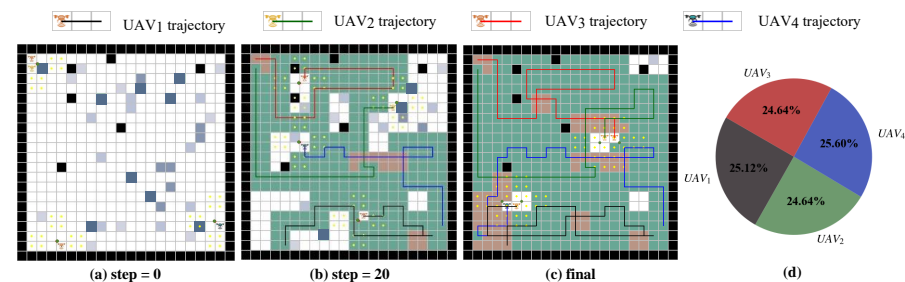 UAV1 trajectory UAV2 trajectory UAV3 trajectory UAV4 trajectory
UAV3
24.64%
UAV4
25.60%
25.12%
UAV1
24.64%
UAV2
(a) step = 0 (b) step = 20 (c) final (d)